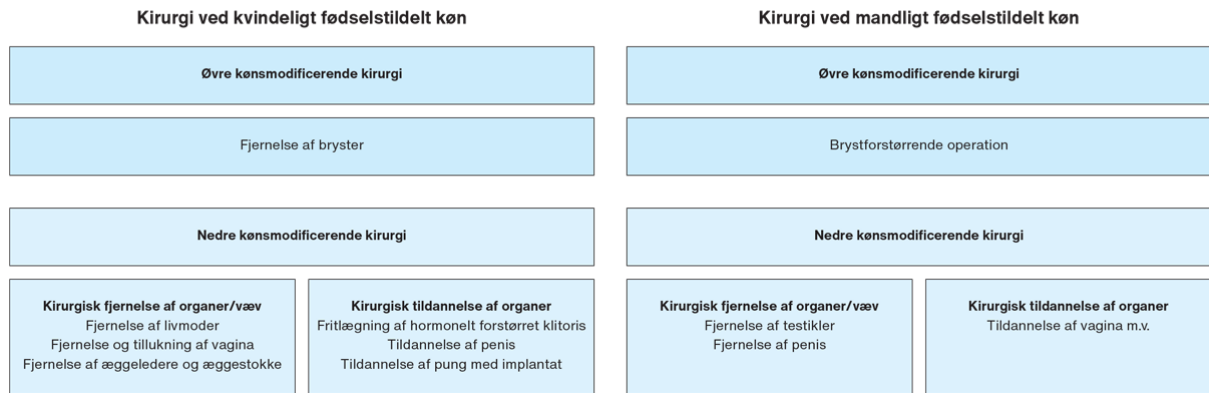 Kirurgi ved kvindeligt fødselstildelt køn
Øvre kønsmodificerende kirurgi
Fjernelse af bryster
Nedre kønsmodificerende kirurgi
Kirurgisk fjernelse af organer/væv
Fjernelse af livmoder
Fjernelse og tillukning af vagina
Fjernelse af æggeledere og æggestokke
Kirurgisk tildannelse af organer
Fritlægning af hormonelt forstørret klitoris
Tildannelse af penis
Tildannelse af pung med implantat
Kirurgi ved mandligt fødselstildelt køn
Øvre kønsmodificerende kirurgi
Brystforstørrende operation
Nedre kønsmodificerende kirurgi
Kirurgisk fjernelse af organer/væv
Fjernelse af testikler
Fjernelse af penis
Kirurgisk tildannelse af organer
Tildannelse af vagina m.v.